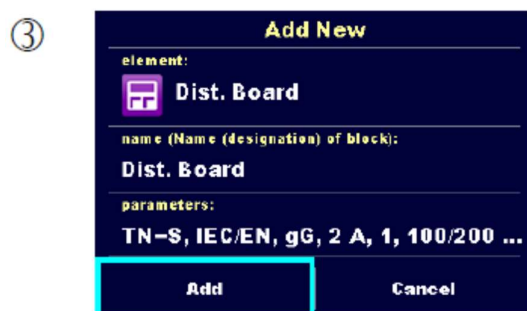 ③
Add New
element:
Dist. Board
name (Name (designation) of block):
Dist. Board
parameters:
TN-S, IEC/EN, gG, 2 A, 1, 100/200 ...
Add
Cancel